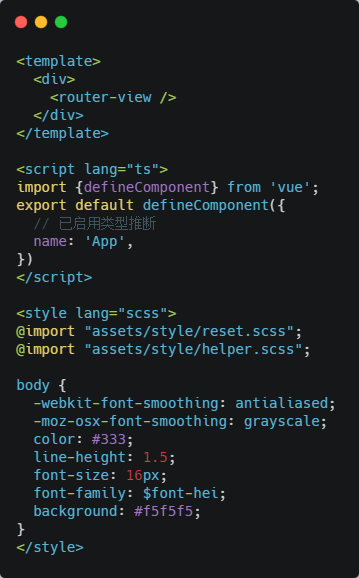 <template>
  <div>
    <router-view />
  </div>
</template>

<script lang="ts">
import {defineComponent} from 'vue';
export default defineComponent({
  // 已启用类型推断
  name: 'App',
})
</script>

<style lang="scss">
@import "assets/style/reset.scss";
@import "assets/style/helper.scss";

body {
  -webkit-font-smoothing: antialiased;
  -moz-osx-font-smoothing: grayscale;
  color: #333;
  line-height: 1.5;
  font-size: 16px;
  font-family: $font-hei;
  background: #f5f5f5;
}
</style>